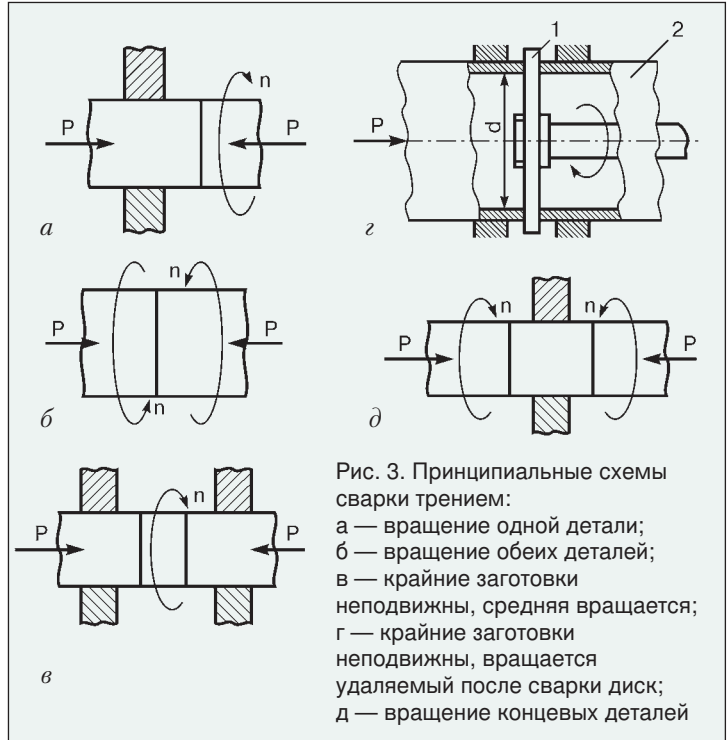 n
P
P
а
1
2
P
d
г
n
P
P
n
б
n
n
P
P
д
n
P
P
в
Рис. 3. Принципиальные схемы
сварки трением:
а — вращение одной детали;
б — вращение обеих деталей;
в — крайние заготовки
неподвижны, средняя вращается;
г — крайние заготовки
неподвижны, вращается
удаляемый после сварки диск;
д — вращение концевых деталей